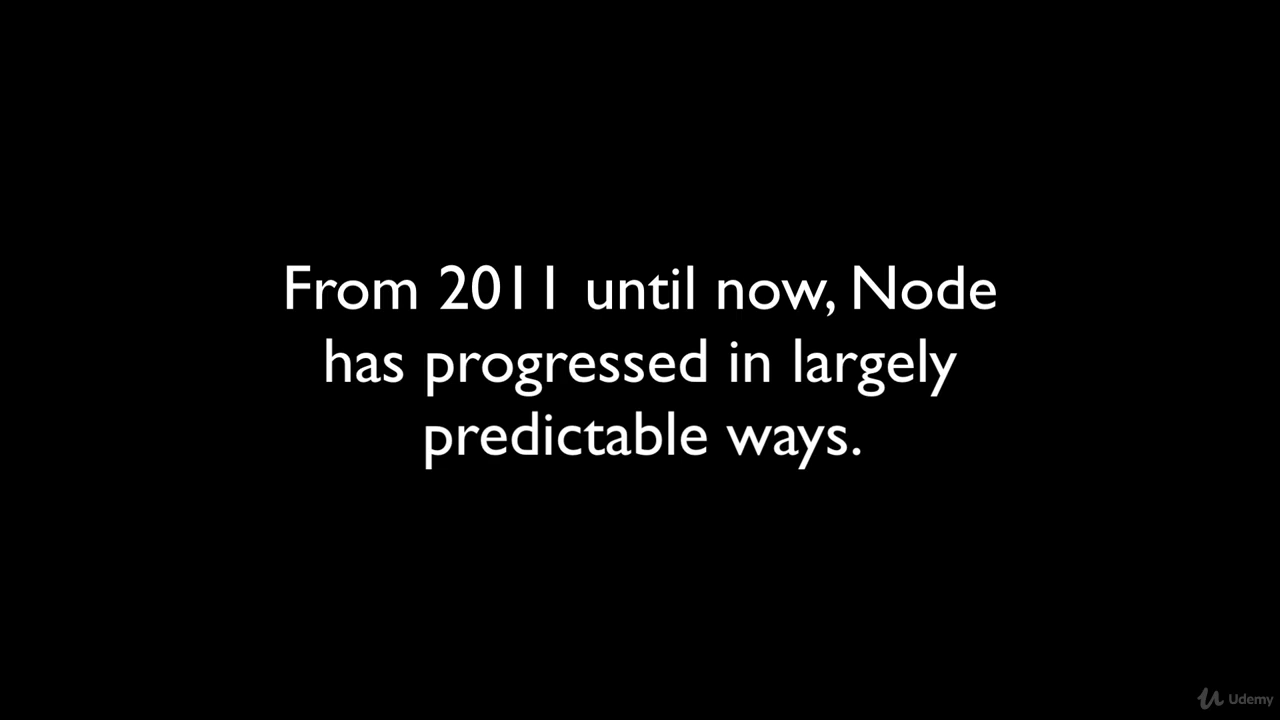 From 2011 until now, Node
has progressed in largely
predictable ways.
Udemy